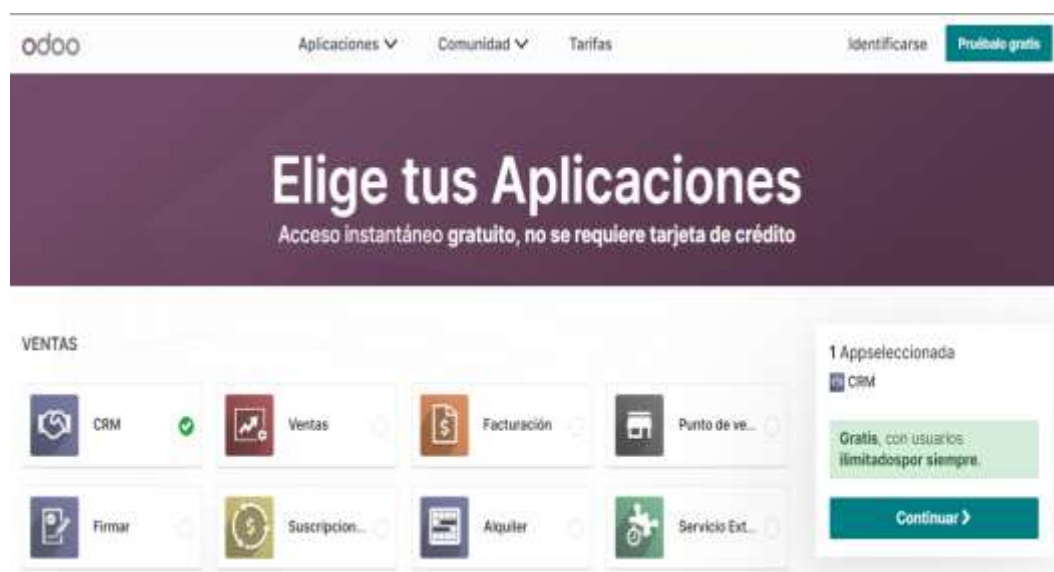 odoo
Aplicaciones Comunidad Tarifas Identificarse Pruébalo gratis
Elige tus Aplicaciones
Acceso instantáneo gratuito, no se requiere tarjeta de crédito
VENTAS
CRM Ventas Facturación Punto de ve...
Firmar Suscripcion... Alquiler Servicio Ext...
1 Appseleccionada
CRM
Gratis, con usuarios
ilimitadospor siempre.
Continuar